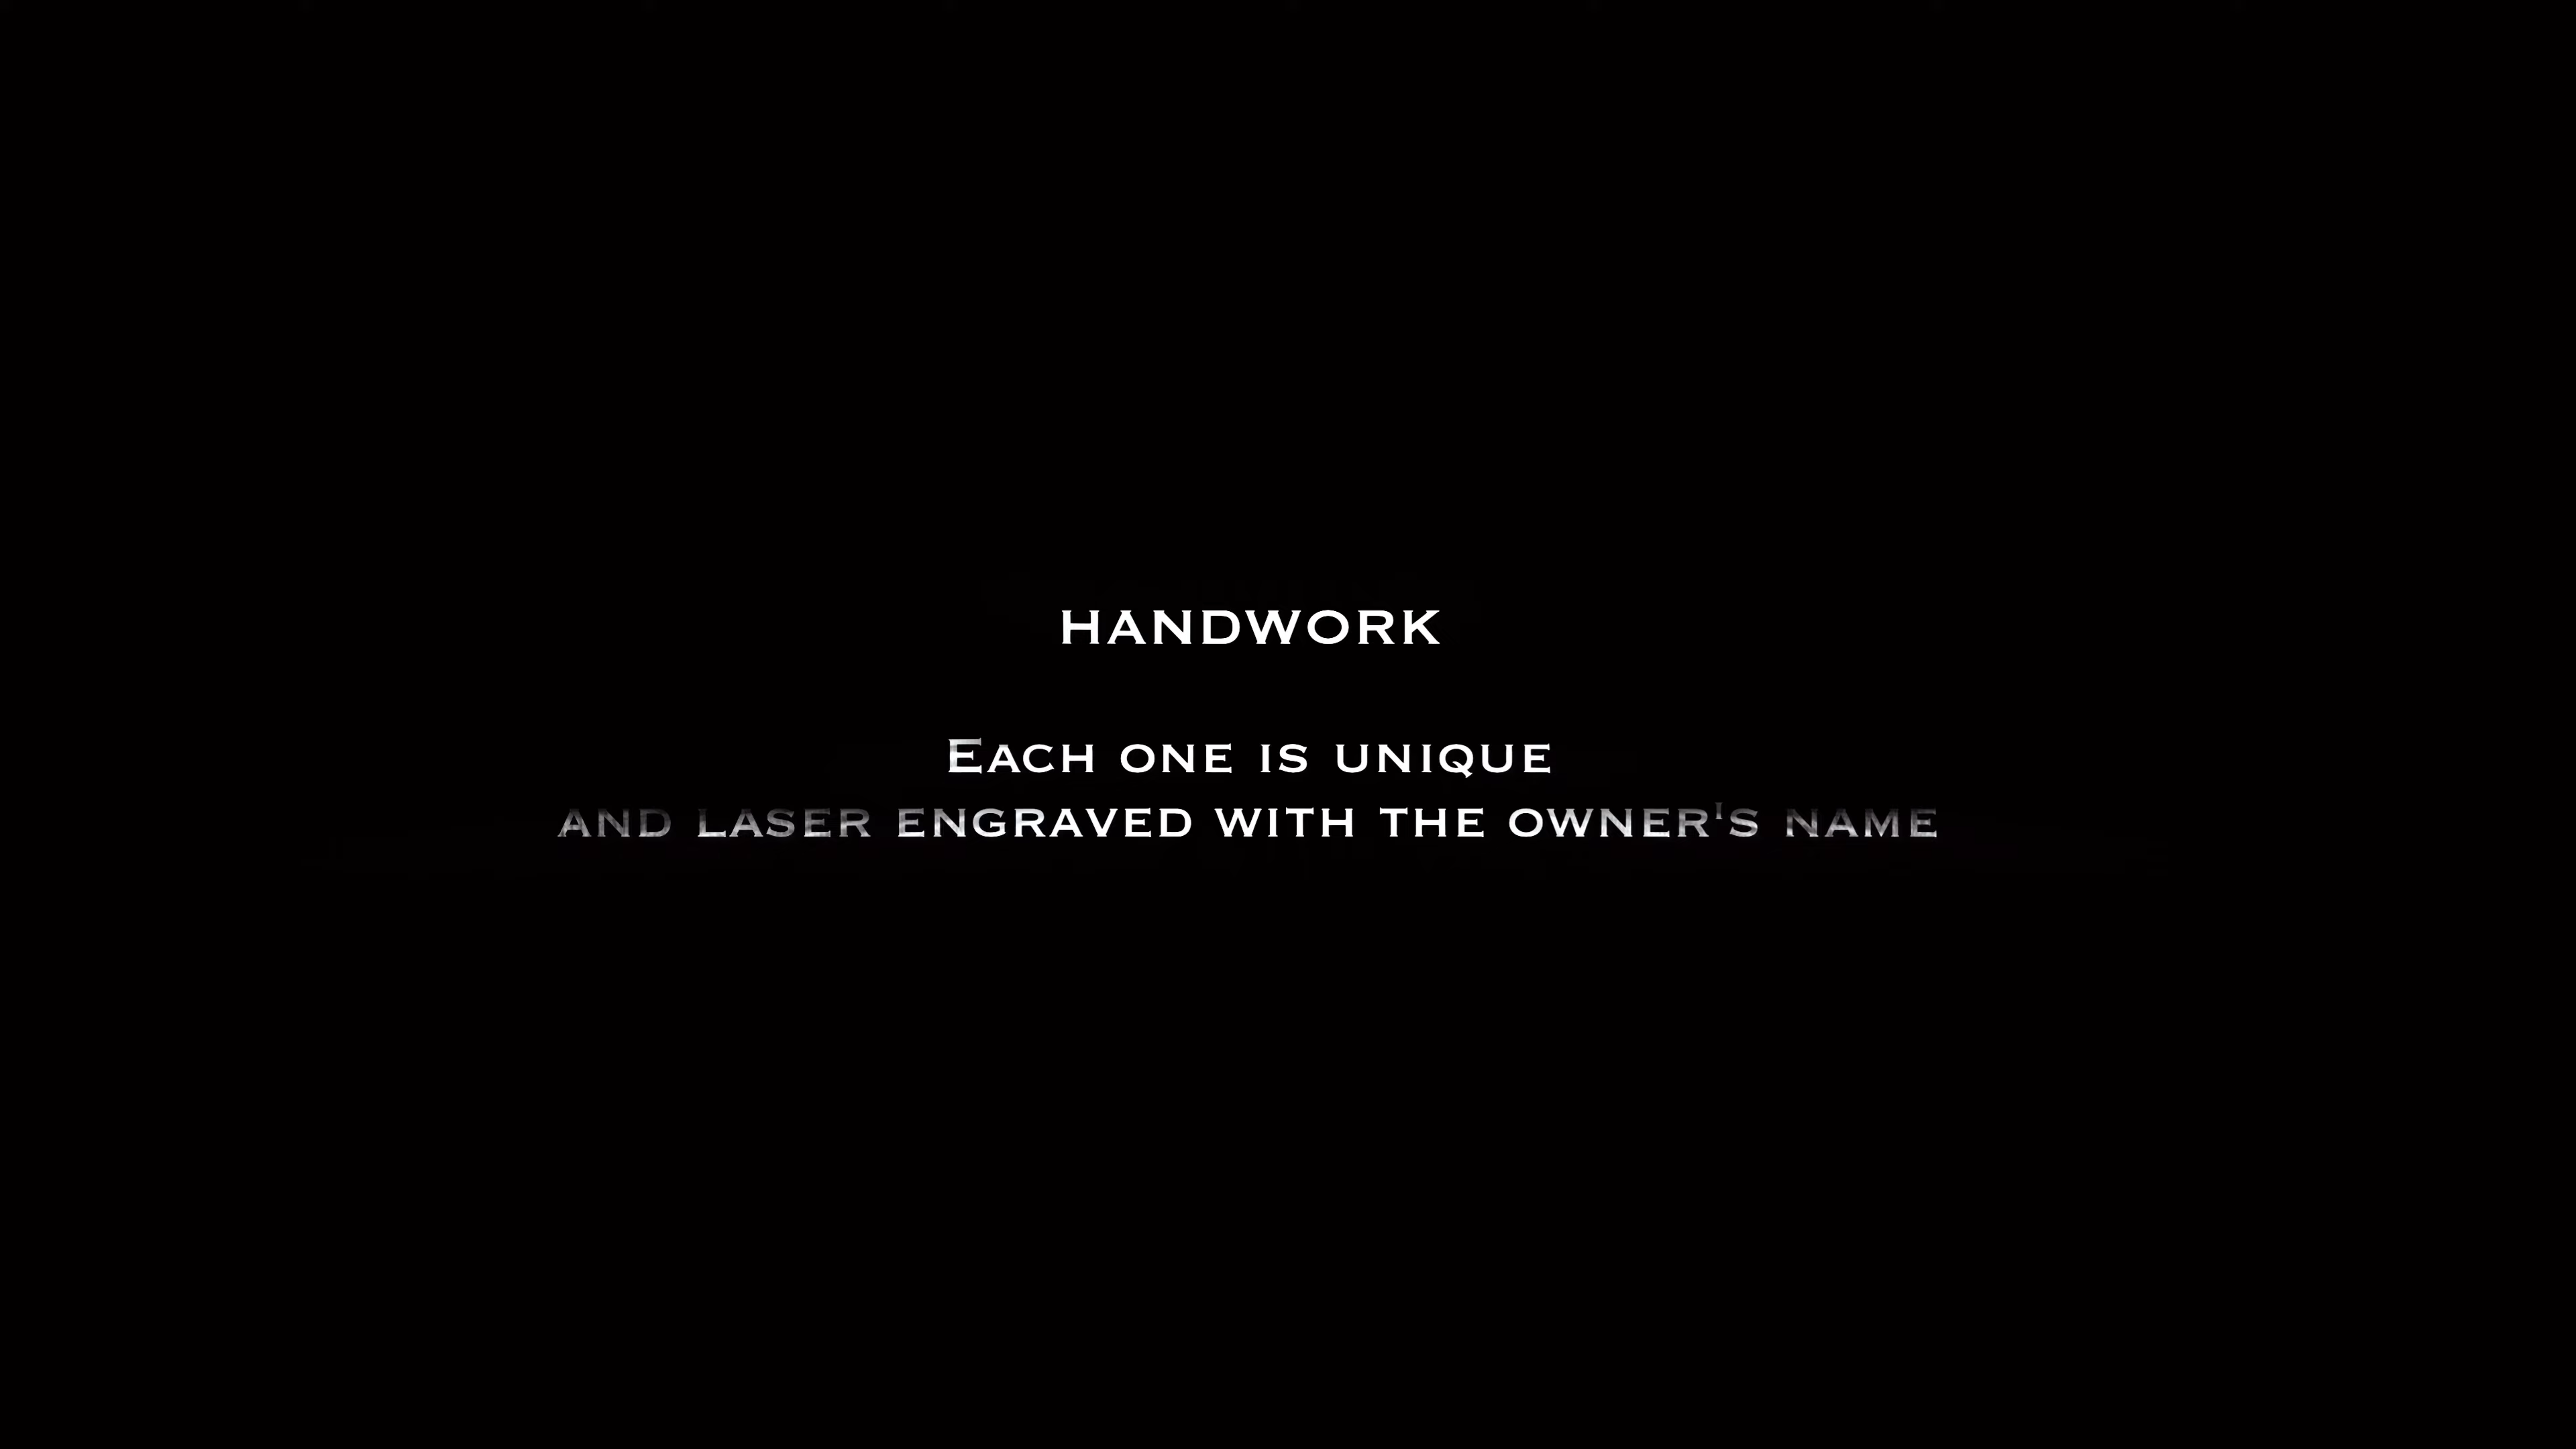 HANDWORK
EACH ONE IS UNIQUE
AND LASER ENGRAVED WITH THE OWNER'S NAME